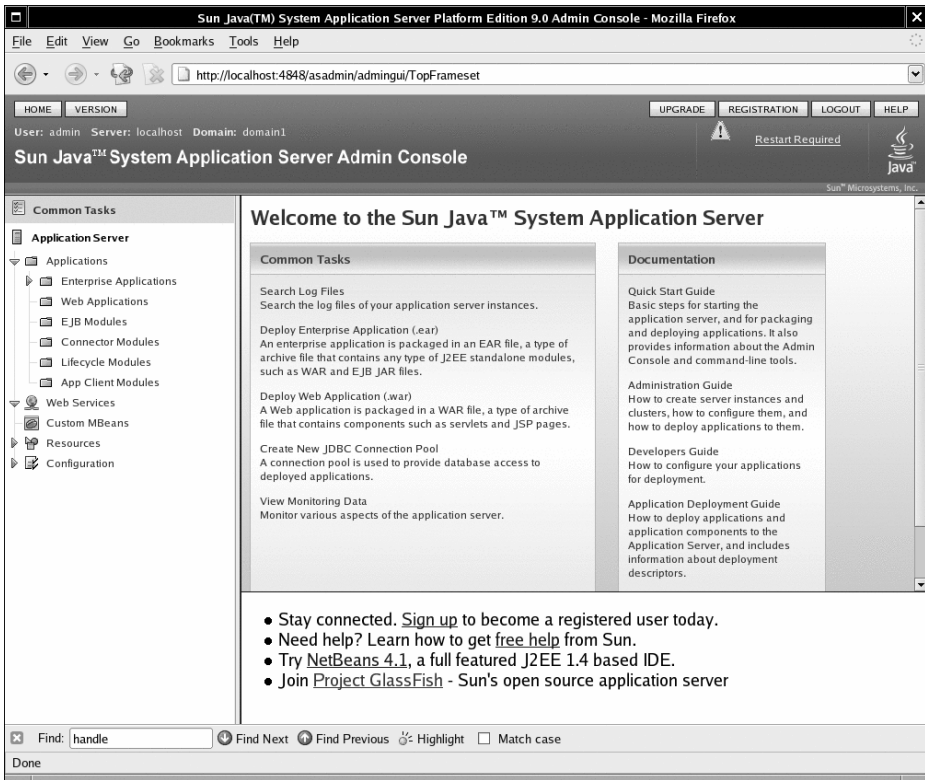 Sun Java(TM) System Application Server Platform Edition 9.0 Admin Console - Mozilla Firefox
File Edit View Go Bookmarks Tools Help
http://localhost:4848/asadmin/admingui/TopFrameset
HOME VERSION UPGRADE REGISTRATION LOGOUT HELP
User: admin Server: localhost Domain: domain1
Restart Required
Sun Java™ System Application Server Admin Console
Java™
Sun™ Microsystems, Inc.
Common Tasks
Application Server
Applications
Enterprise Applications
Web Applications
EJB Modules
Connector Modules
Lifecycle Modules
App Client Modules
Web Services
Custom MBeans
Resources
Configuration
Welcome to the Sun Java™ System Application Server
Common Tasks
Search Log Files
Search the log files of your application server instances.
Deploy Enterprise Application (.ear)
An enterprise application is packaged in an EAR file, a type of
archive file that contains any type of J2EE standalone modules,
such as WAR and EJB JAR files.
Deploy Web Application (.war)
A Web application is packaged in a WAR file, a type of archive
file that contains components such as servlets and JSP pages.
Create New JDBC Connection Pool
A connection pool is used to provide database access to
deployed applications.
View Monitoring Data
Monitor various aspects of the application server.
Documentation
Quick Start Guide
Basic steps for starting the
application server, and for packaging
and deploying applications. It also
provides information about the Admin
Console and command-line tools.
Administration Guide
How to create server instances and
clusters, how to configure them, and
how to deploy applications to them.
Developers Guide
How to configure your applications
for deployment.
Application Deployment Guide
How to deploy applications and
application components to the
Application Server, and includes
information about deployment
descriptors.
Stay connected. Sign up to become a registered user today.
Need help? Learn how to get free help from Sun.
Try NetBeans 4.1, a full featured J2EE 1.4 based IDE.
Join Project GlassFish - Sun's open source application server
Find: handle Find Next Find Previous Highlight Match case
Done